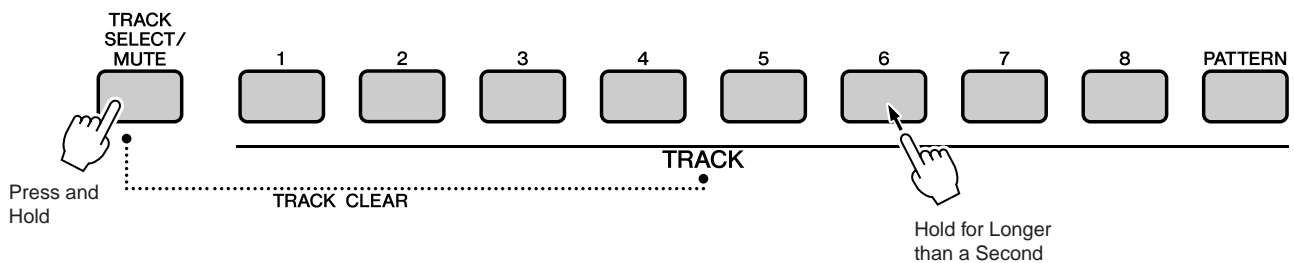 TRACK
SELECT/
MUTE
1
2
3
4
5
6
7
8
PATTERN
TRACK
TRACK CLEAR
Press and
Hold
Hold for Longer
than a Second